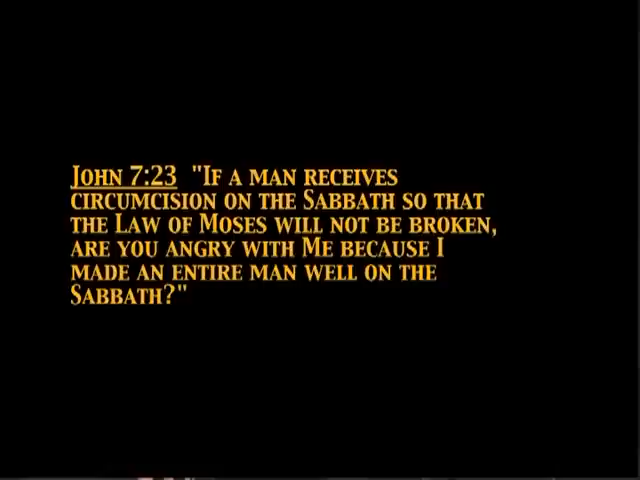 John 7:23 "If a man receives
circumcision on the Sabbath so that
the Law of Moses will not be broken,
are you angry with Me because I
made an entire man well on the
Sabbath?"